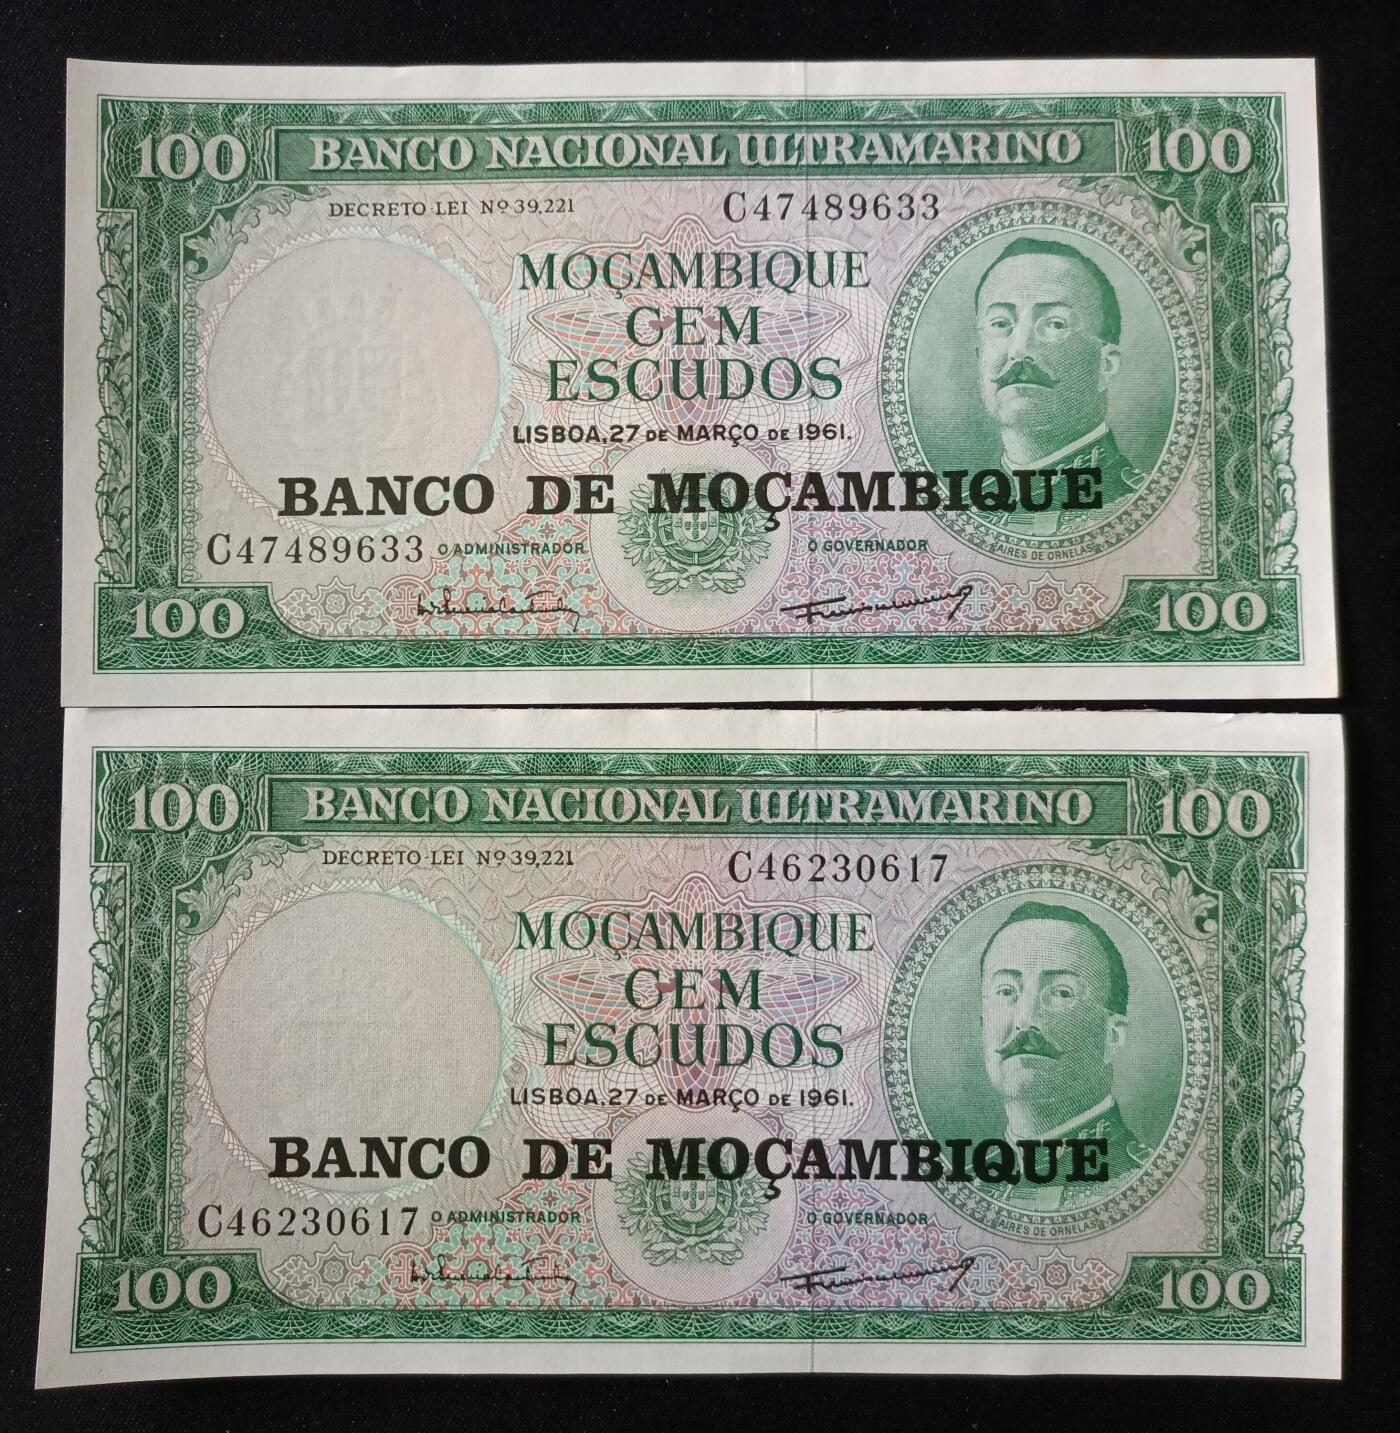 100 BANCO NACIONAL ULTRAMARINO 100
DECRETO-LEI Nº 39,221 C47489633
MOÇAMBIQUE
CEM
ESCUDOS
LISBOA, 27 DE MARÇO DE 1961.
BANCO DE MOÇAMBIQUE
C47489633 O ADMINISTRADOR O GOVERNADOR AIRES DE ORNELAS
100 100
100 BANCO NACIONAL ULTRAMARINO 100
DECRETO-LEI Nº 39,221 C46230617
MOÇAMBIQUE
CEM
ESCUDOS
LISBOA, 27 DE MARÇO DE 1961.
BANCO DE MOÇAMBIQUE
C46230617 O ADMINISTRADOR O GOVERNADOR AIRES DE ORNELAS
100 100